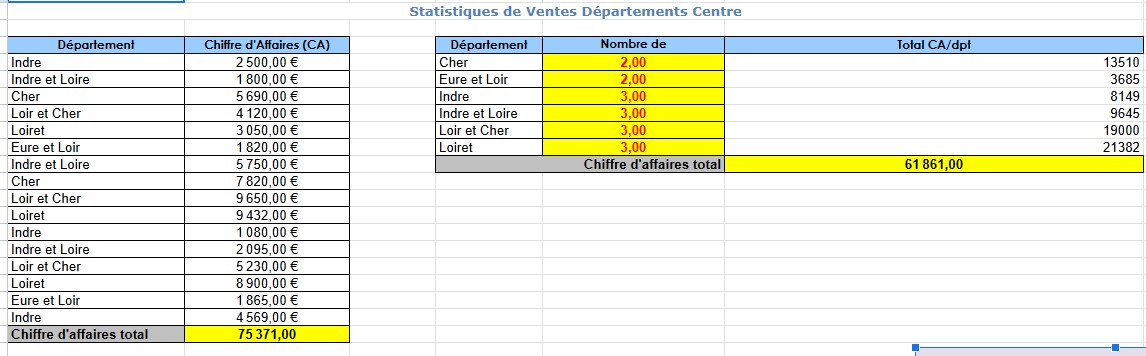 Statistiques de Ventes Départements Centre
Département Chiffre d'Affaires (CA) Département Nombre de Total CA/dpt
Indre 2 500,00 € Cher 2,00 13510
Indre et Loire 1 800,00 € Eure et Loir 2,00 3685
Cher 5 690,00 € Indre 3,00 8149
Loir et Cher 4 120,00 € Indre et Loire 3,00 9645
Loiret 3 050,00 € Loir et Cher 3,00 19000
Eure et Loir 1 820,00 € Loiret 3,00 21382
Indre et Loire 5 750,00 € Chiffre d'affaires total 61 861,00
Cher 7 820,00 €
Loir et Cher 9 650,00 €
Loiret 9 432,00 €
Indre 1 080,00 €
Indre et Loire 2 095,00 €
Loir et Cher 5 230,00 €
Loiret 8 900,00 €
Eure et Loir 1 865,00 €
Indre 4 569,00 €
Chiffre d'affaires total 75 371,00